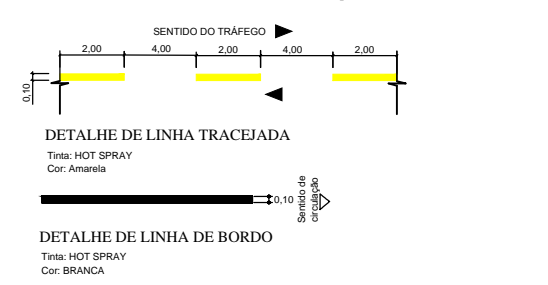 SENTIDO DO TRÁFEGO
2,00 4,00 2,00 4,00 2,00
0,10
DETALHE DE LINHA TRACEJADA
Tinta: HOT SPRAY
Cor: Amarela
0,10
Sentido de
circulação
DETALHE DE LINHA DE BORDO
Tinta: HOT SPRAY
Cor: BRANCA